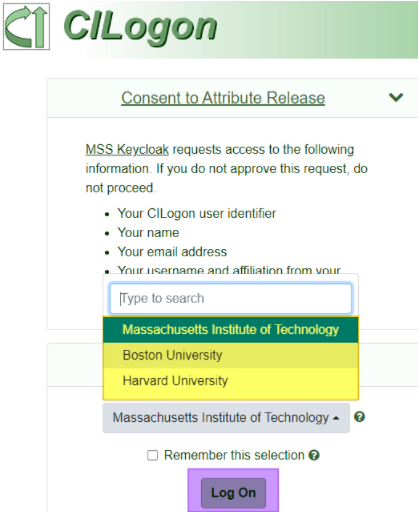 CILogon
Consent to Attribute Release
MSS Keycloak requests access to the following
information. If you do not approve this request, do
not proceed.
• Your CILogon user identifier
• Your name
• Your email address
• Your username and affiliation from your
Type to search
Massachusetts Institute of Technology
Boston University
Harvard University
Massachusetts Institute of Technology
Remember this selection
Log On